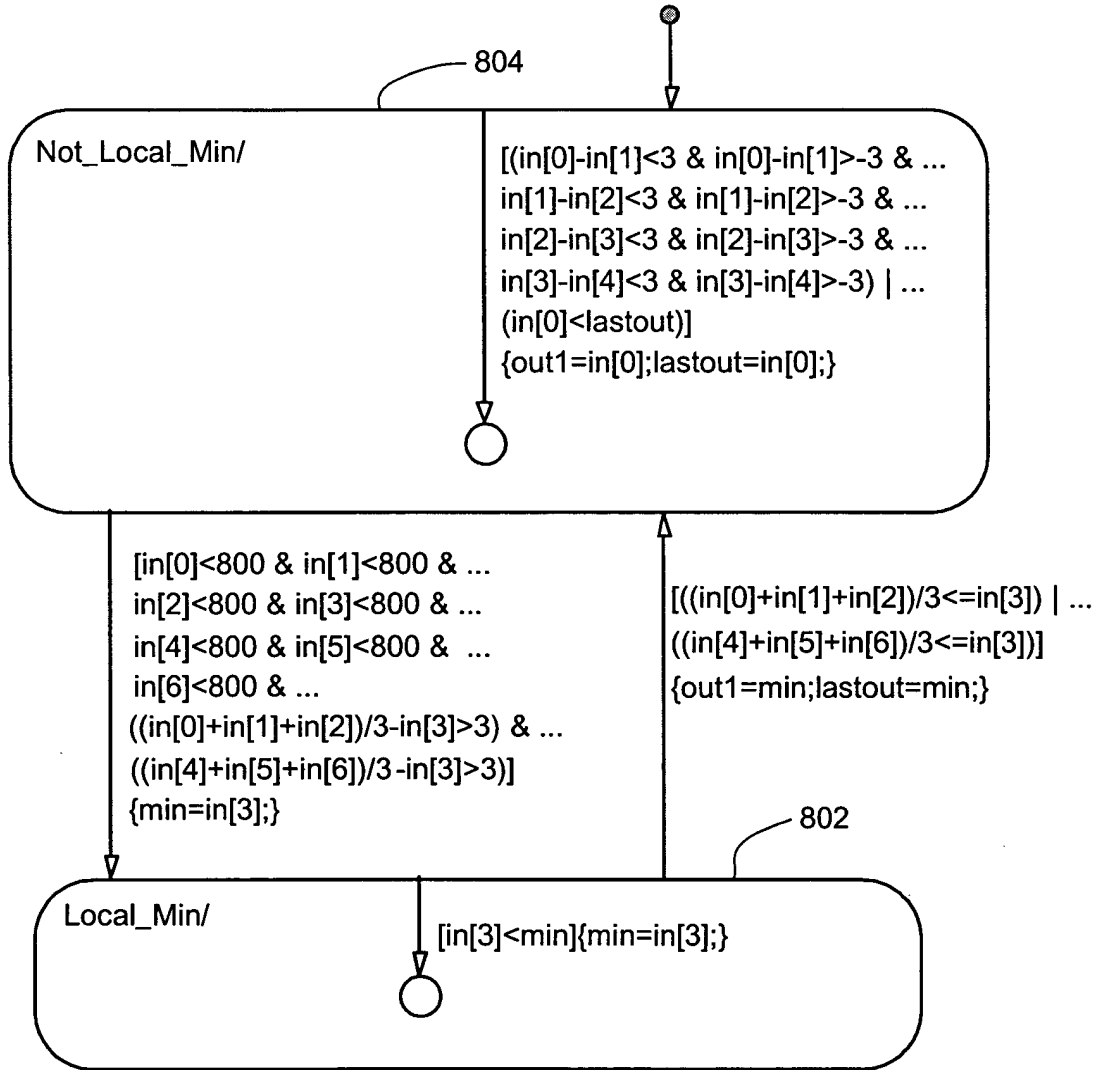 804
Not_Local_Min/
[(in[0]-in[1]<3 & in[0]-in[1]>-3 & ...
in[1]-in[2]<3 & in[1]-in[2]>-3 & ...
in[2]-in[3]<3 & in[2]-in[3]>-3 & ...
in[3]-in[4]<3 & in[3]-in[4]>-3) | ...
(in[0]<lastout)]
{out1=in[0];lastout=in[0];}
[in[0]<800 & in[1]<800 & ...
in[2]<800 & in[3]<800 & ...
in[4]<800 & in[5]<800 & ...
in[6]<800 & ...
((in[0]+in[1]+in[2])/3-in[3]>3) & ...
((in[4]+in[5]+in[6])/3-in[3]>3)]
{min=in[3];}
[((in[0]+in[1]+in[2])/3<=in[3]) | ...
((in[4]+in[5]+in[6])/3<=in[3])]
{out1=min;lastout=min;}
802
Local_Min/
[in[3]<min]{min=in[3];}